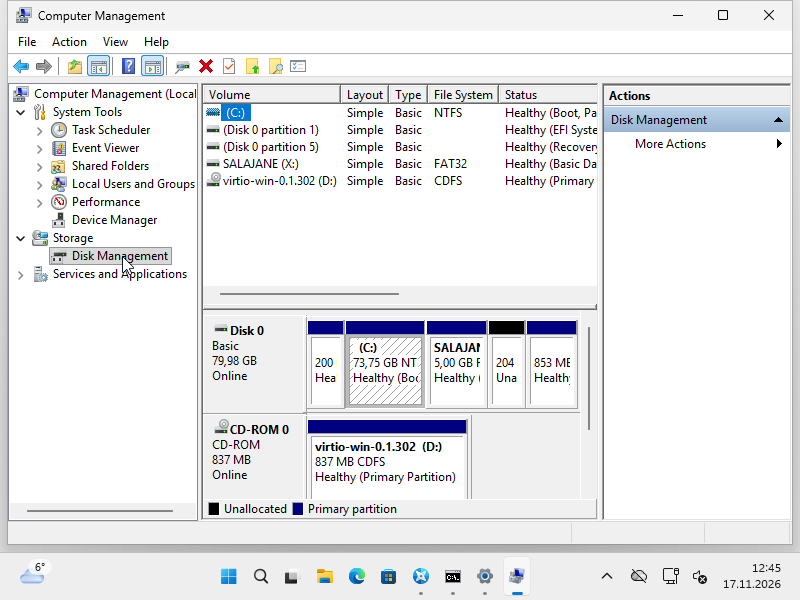 Computer Management
File Action View Help
Computer Management (Local
System Tools
Task Scheduler
Event Viewer
Shared Folders
Local Users and Groups
Performance
Device Manager
Storage
Disk Management
Services and Applications
Volume Layout Type File System Status
(C:) Simple Basic NTFS Healthy (Boot, Pa
(Disk 0 partition 1) Simple Basic Healthy (EFI Syste
(Disk 0 partition 5) Simple Basic Healthy (Recovery
SALAJANE (X:) Simple Basic FAT32 Healthy (Basic Da
virtio-win-0.1.302 (D:) Simple Basic CDFS Healthy (Primary
Disk 0
Basic
79,98 GB
Online
200
Hea
(C:)
73,75 GB NT
Healthy (Boo
SALAJAN
5,00 GB F
Healthy (
204
Una
853 ME
Health
CD-ROM 0
CD-ROM
837 MB
Online
virtio-win-0.1.302 (D:)
837 MB CDFS
Healthy (Primary Partition)
Unallocated Primary partition
Actions
Disk Management
More Actions
6°
12:45
17.11.2026